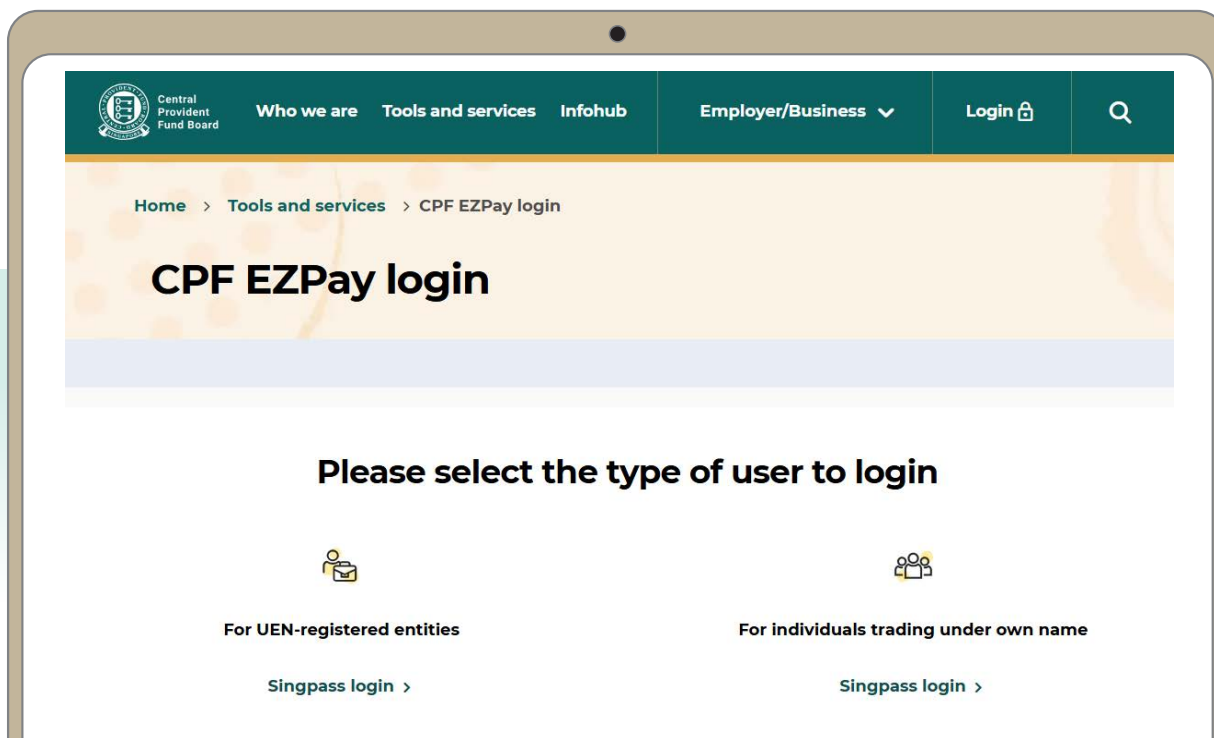 Central
Provident
Fund Board
Who we are Tools and services Infohub Employer/Business Login
Home > Tools and services > CPF EZPay login
CPF EZPay login
Please select the type of user to login
For UEN-registered entities For individuals trading under own name
Singpass login > Singpass login >